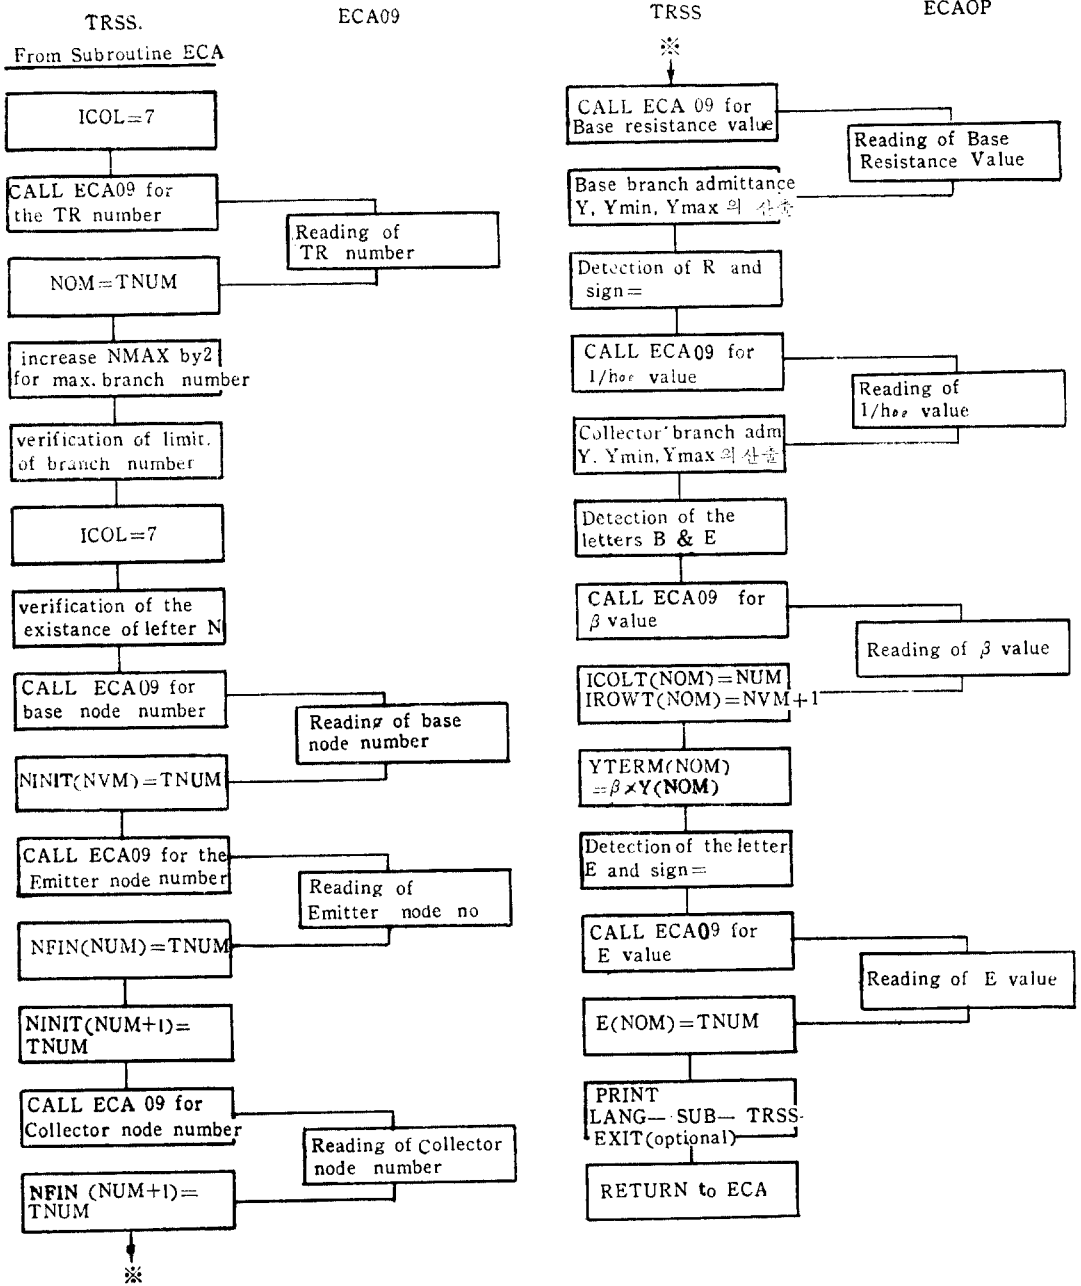 TRSS.
ECA09
From Subroutine ECA
ICOL=7
CALL ECA09 for
the TR number
Reading of
TR number
NOM=TNUM
increase NMAX by2
for max. branch number
verification of limit.
of branch number
ICOL=7
verification of the
existance of lefter N
CALL ECA09 for
base node number
Reading of base
node number
NINIT(NVM)=TNUM
CALL ECA09 for the
Emitter node number
Reading of
Emitter node no
NFIN(NUM)=TNUM
NINIT(NUM+1)=
TNUM
CALL ECA 09 for
Collector node number
Reading of Collector
node number
NFIN (NUM+1)=
TNUM
※
TRSS
ECAOP
※
CALL ECA 09 for
Base resistance value
Reading of Base
Resistance Value
Base branch admittance
Y, Ymin, Ymax 의 산출
Detection of R and
sign=
CALL ECA09 for
1/hoe value
Reading of
1/hoe value
Collector branch adm
Y. Ymin, Ymax 의 산출
Detection of the
letters B & E
CALL ECA09 for
β value
Reading of β value
ICOLT(NOM)=NUM
IROWT(NOM)=NVM+1
YTERM(NOM)
=β×Y(NOM)
Detection of the letter
E and sign=
CALL ECA09 for
E value
Reading of E value
E(NOM)=TNUM
PRINT
LANG— SUB— TRSS-
EXIT(optional)
RETURN to ECA